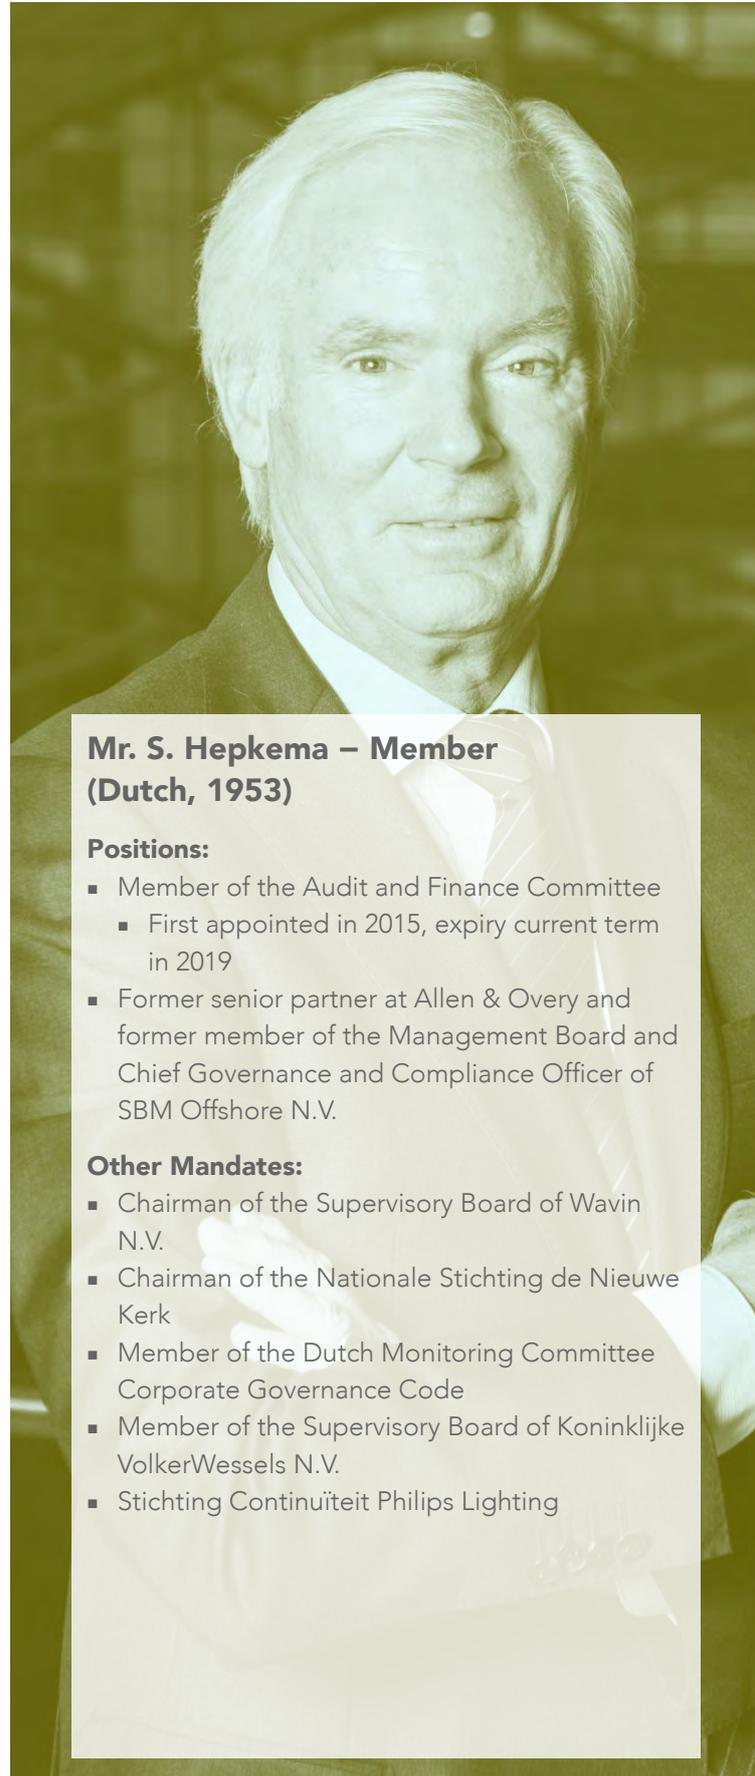 Mr. S. Hepkema – Member
(Dutch, 1953)
Positions:
▪ Member of the Audit and Finance Committee
▪ First appointed in 2015, expiry current term
in 2019
▪ Former senior partner at Allen & Overy and
former member of the Management Board and
Chief Governance and Compliance Officer of
SBM Offshore N.V.
Other Mandates:
▪ Chairman of the Supervisory Board of Wavin
N.V.
▪ Chairman of the Nationale Stichting de Nieuwe
Kerk
▪ Member of the Dutch Monitoring Committee
Corporate Governance Code
▪ Member of the Supervisory Board of Koninklijke
VolkerWessels N.V.
▪ Stichting Continuïteit Philips Lighting